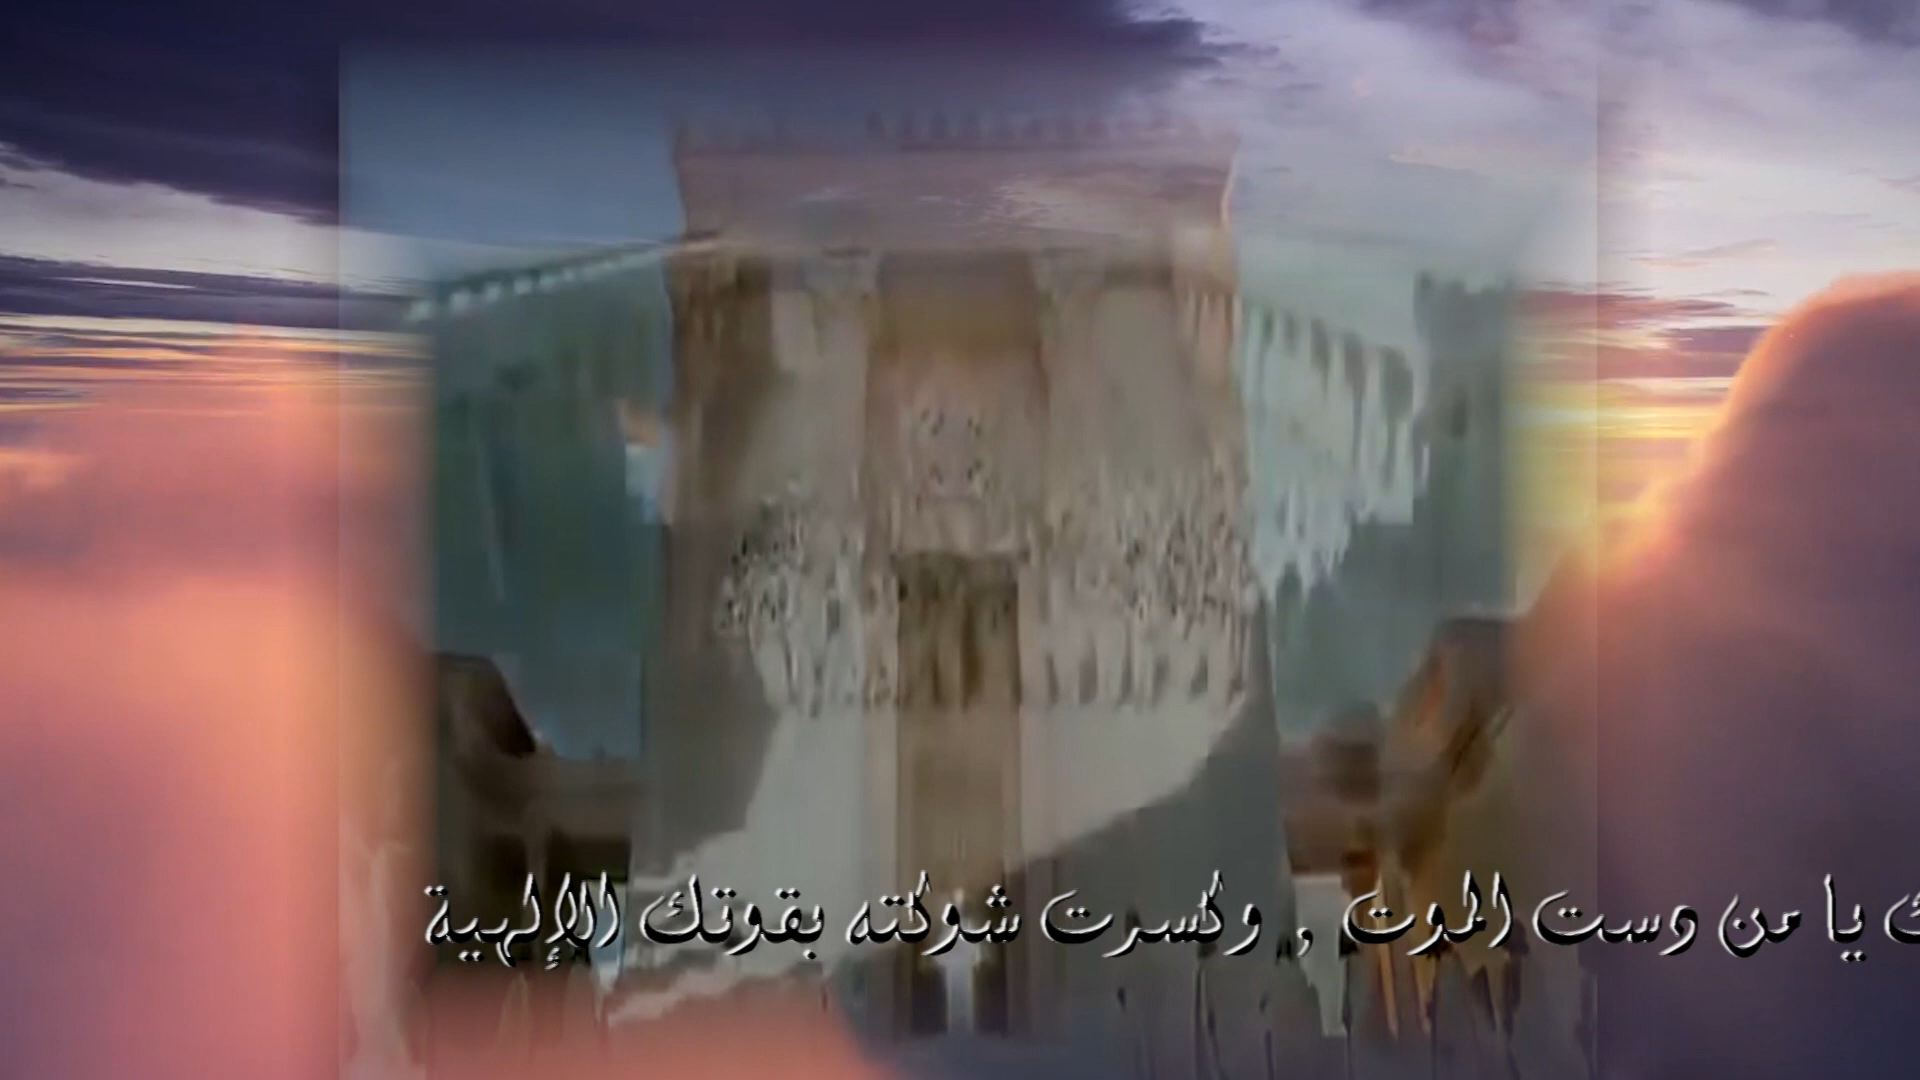 ك يا من دست الموت , وكسرت شوكته بقوتك الإلهية